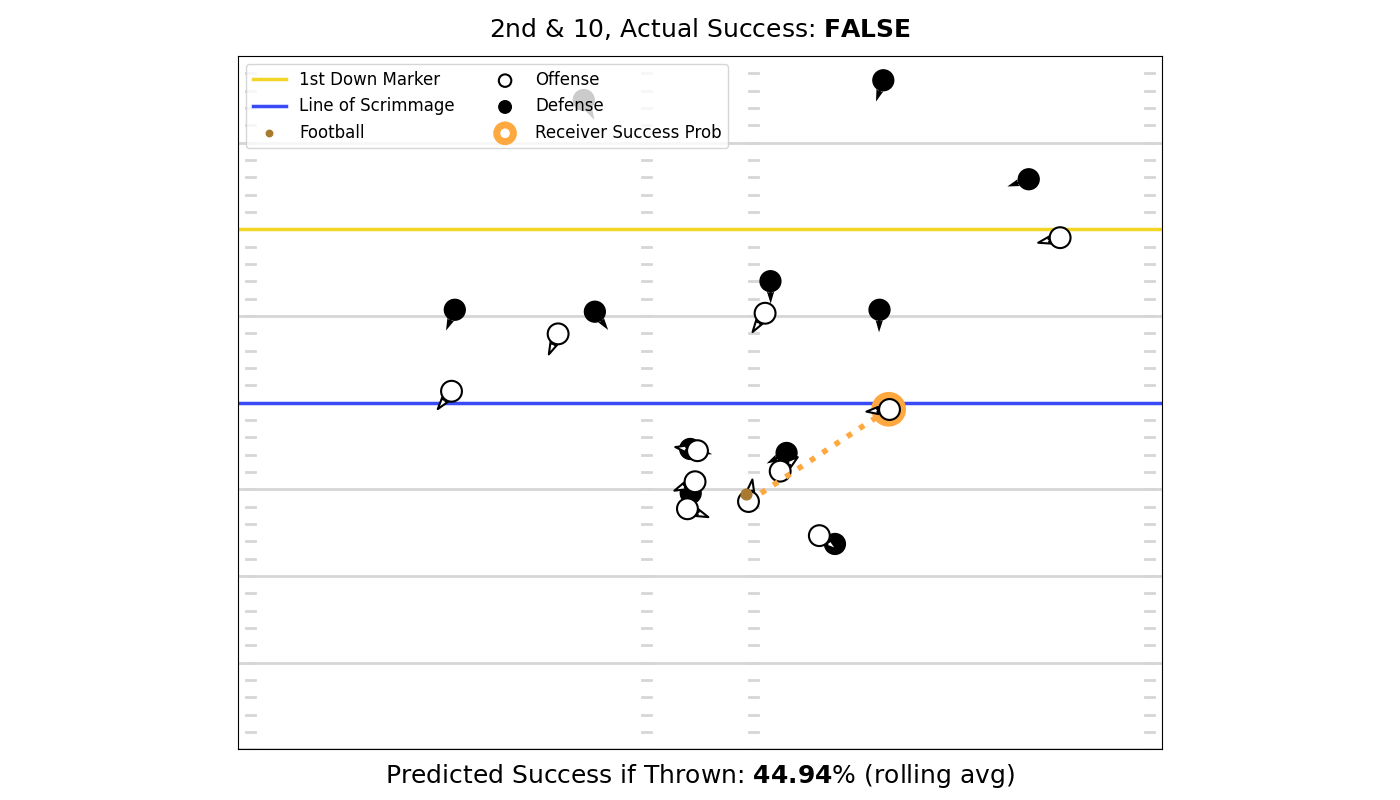 2nd & 10, Actual Success: FALSE
1st Down Marker
Line of Scrimmage
Football
Offense
Defense
Receiver Success Prob
Predicted Success if Thrown: 44.94% (rolling avg)